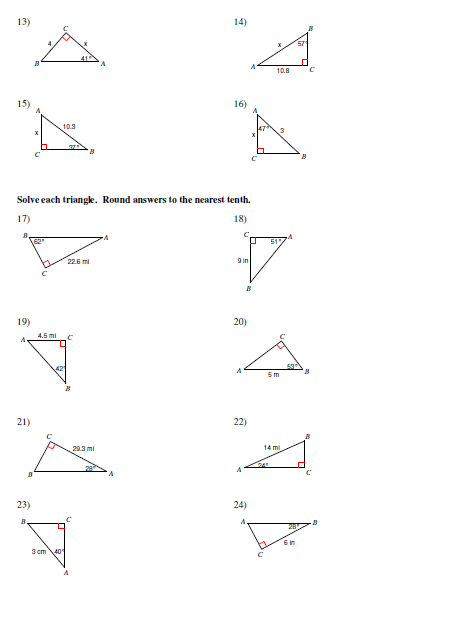 13)
C
4
x
41°
B
A
14)
B
57°
x
A
10.8
C
15)
A
10.3
x
37°
C
B
16)
A
47°
3
x
C
B
Solve each triangle. Round answers to the nearest tenth.
17)
B
A
62°
22.6 mi
C
18)
C
A
51°
9 in
B
19)
4.5 mi
A
C
42°
B
20)
C
53°
A
B
5 m
21)
C
29.3 mi
28°
B
A
22)
B
14 mi
24°
A
C
23)
B
C
3 cm
40°
A
24)
A
B
28°
6 in
C